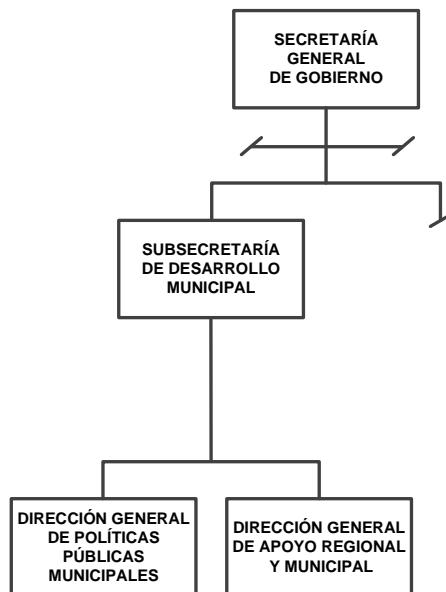 SECRETARÍA
GENERAL
DE GOBIERNO
SUBSECRETARÍA
DE DESARROLLO
MUNICIPAL
DIRECCIÓN GENERAL
DE POLÍTICAS
PÚBLICAS
MUNICIPALES
DIRECCIÓN GENERAL
DE APOYO REGIONAL
Y MUNICIPAL